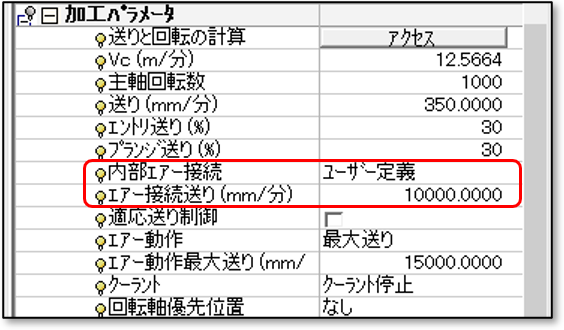 加工ﾊﾟﾗﾒｰﾀ
送りと回転の計算 アクセス
Vc (m/分) 12.5664
主軸回転数 1000
送り (mm/分) 350.0000
ｴﾝﾄﾘ送り (%) 30
ﾌﾟﾗﾝｼﾞ送り (%) 30
内部ｴｱｰ接続 ﾕｰｻﾞｰ定義
ｴｱｰ接続送り (mm/分) 10000.0000
適応送り制御
ｴｱｰ動作 最大送り
ｴｱｰ動作最大送り (mm/ 15000.0000
ｸｰﾗﾝﾄ ｸｰﾗﾝﾄ停止
回転軸優先位置 なし